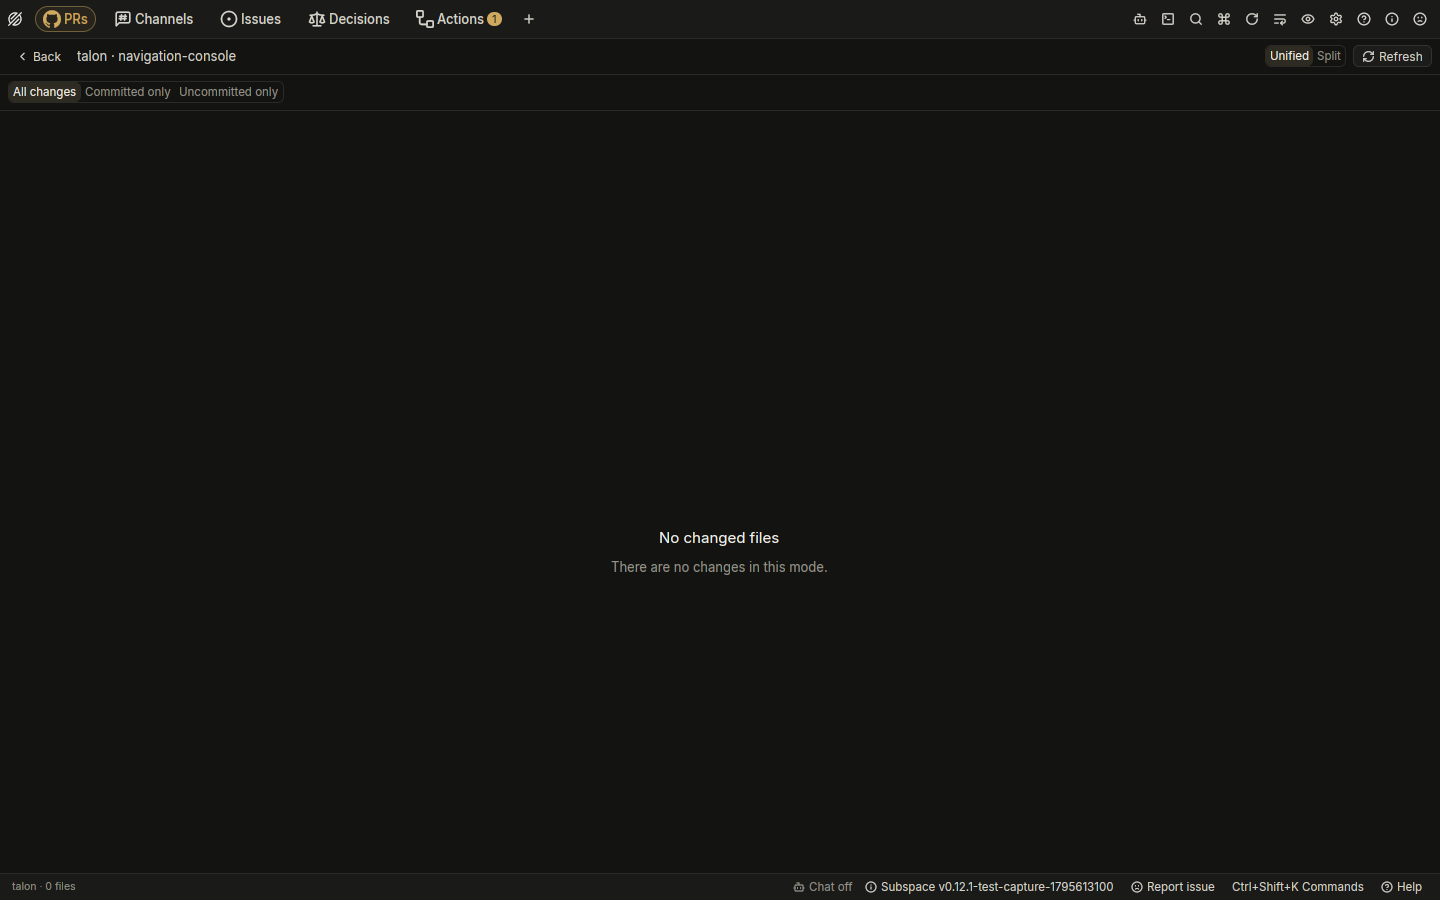 PRs Channels Issues Decisions Actions 1
Back talon · navigation-console Unified Split Refresh
All changes Committed only Uncommitted only
No changed files
There are no changes in this mode.
talon · 0 files Chat off Subspace v0.12.1-test-capture-1795613100 Report issue Ctrl+Shift+K Commands Help